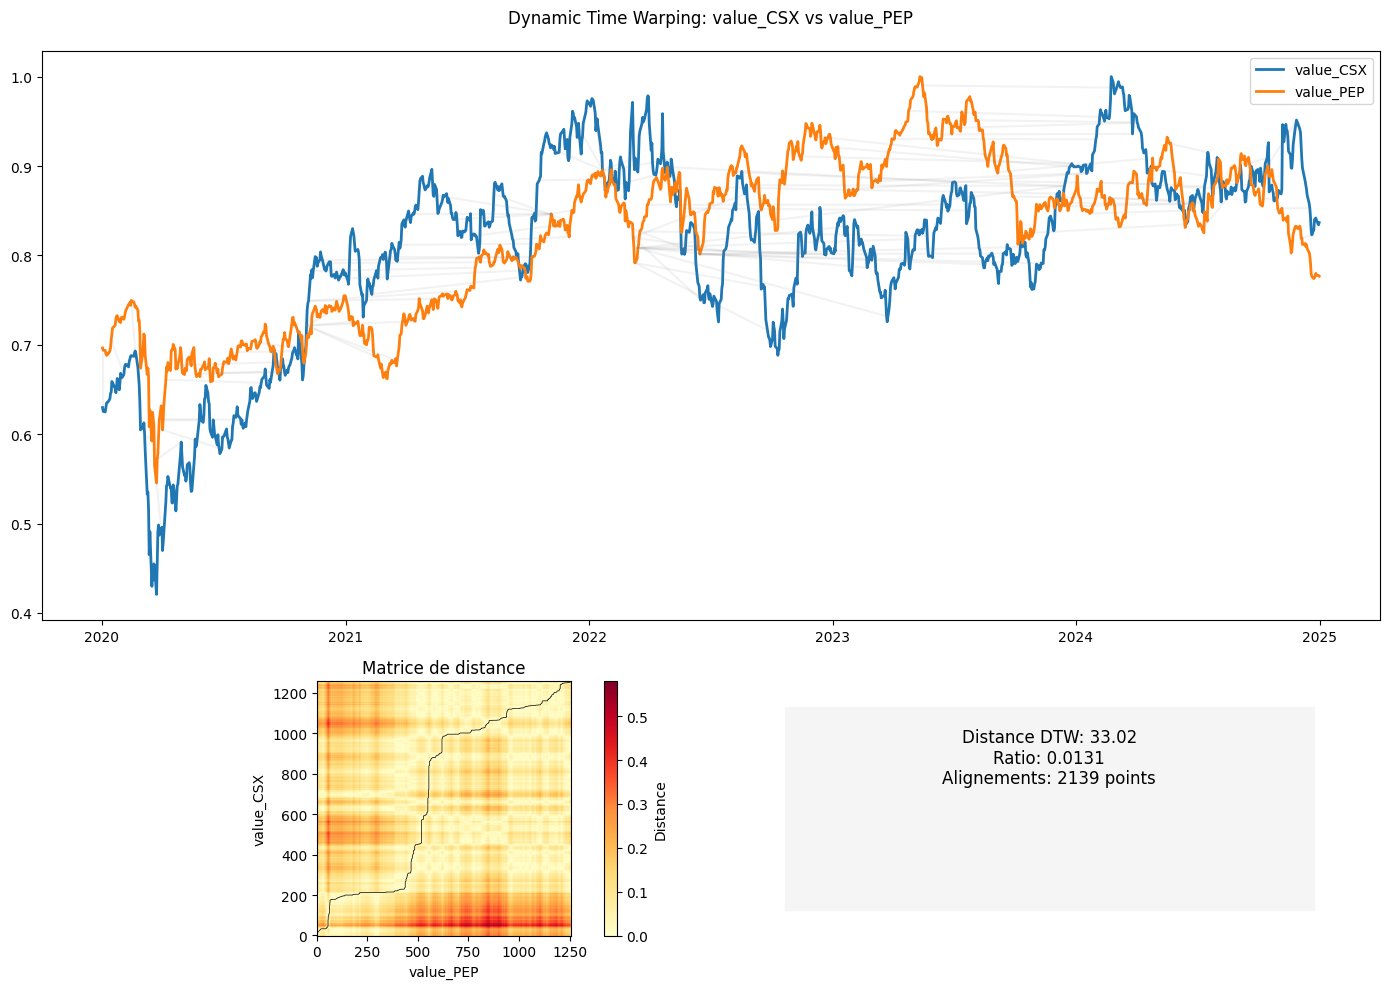 Dynamic Time Warping: value_CSX vs value_PEP
1.0
0.9
0.8
0.7
0.6
0.5
0.4
value_CSX
value_PEP
2020 2021 2022 2023 2024 2025
Matrice de distance
1200
1000
800
600
400
200
0
value_CSX
0 250 500 750 1000 1250
value_PEP
0.5
0.4
0.3
0.2
0.1
0.0
Distance
Distance DTW: 33.02
Ratio: 0.0131
Alignements: 2139 points